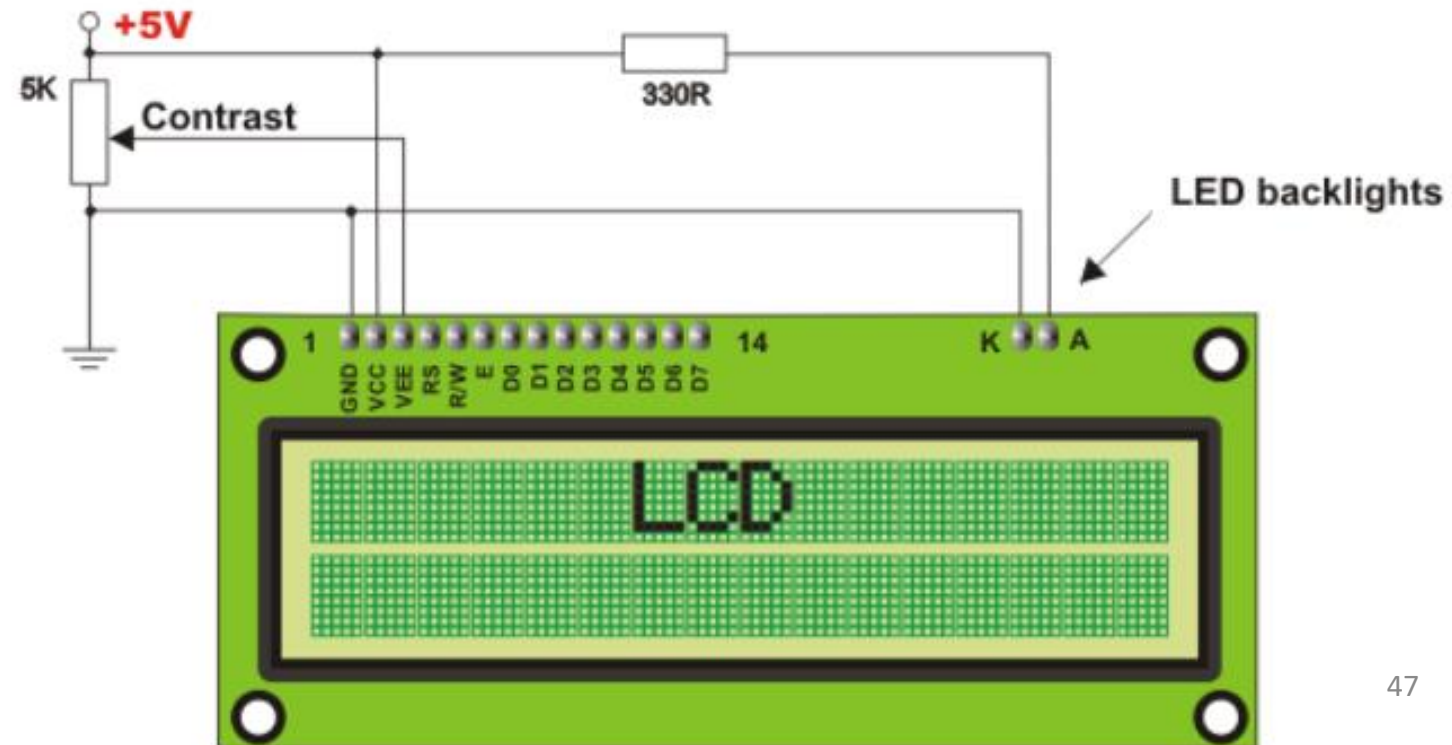 +5V
5K
330R
Contrast
LED backlights
1
14
K
A
GND
VCC
VEE
RS
R/W
E
D0
D1
D2
D3
D4
D5
D6
D7
LCD
47